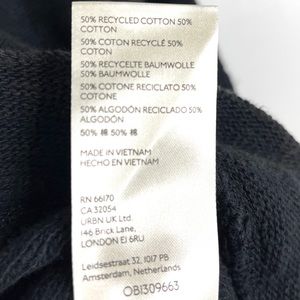 50% RECYCLED COTTON 50%
COTTON
50% COTON RECYCLÉ 50%
COTON
50% RECYCELTE BAUMWOLLE
50% BAUMWOLLE
50% COTONE RECICLATO 50%
COTONE
50% ALGODÓN RECICLADO 50%
ALGODÓN
50% 棉 50% 棉
MADE IN VIETNAM
HECHO EN VIETNAM
RN 66170
CA 32054
URBN UK Ltd.
146 Brick Lane,
LONDON E1 6RU
Leidsestraat 32, 1017 PB
Amsterdam, Netherlands
OB1309663